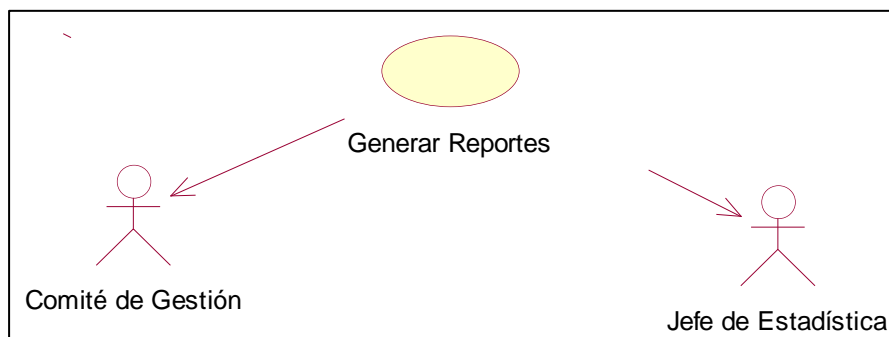 Generar Reportes
Comité de Gestión
Jefe de Estadística